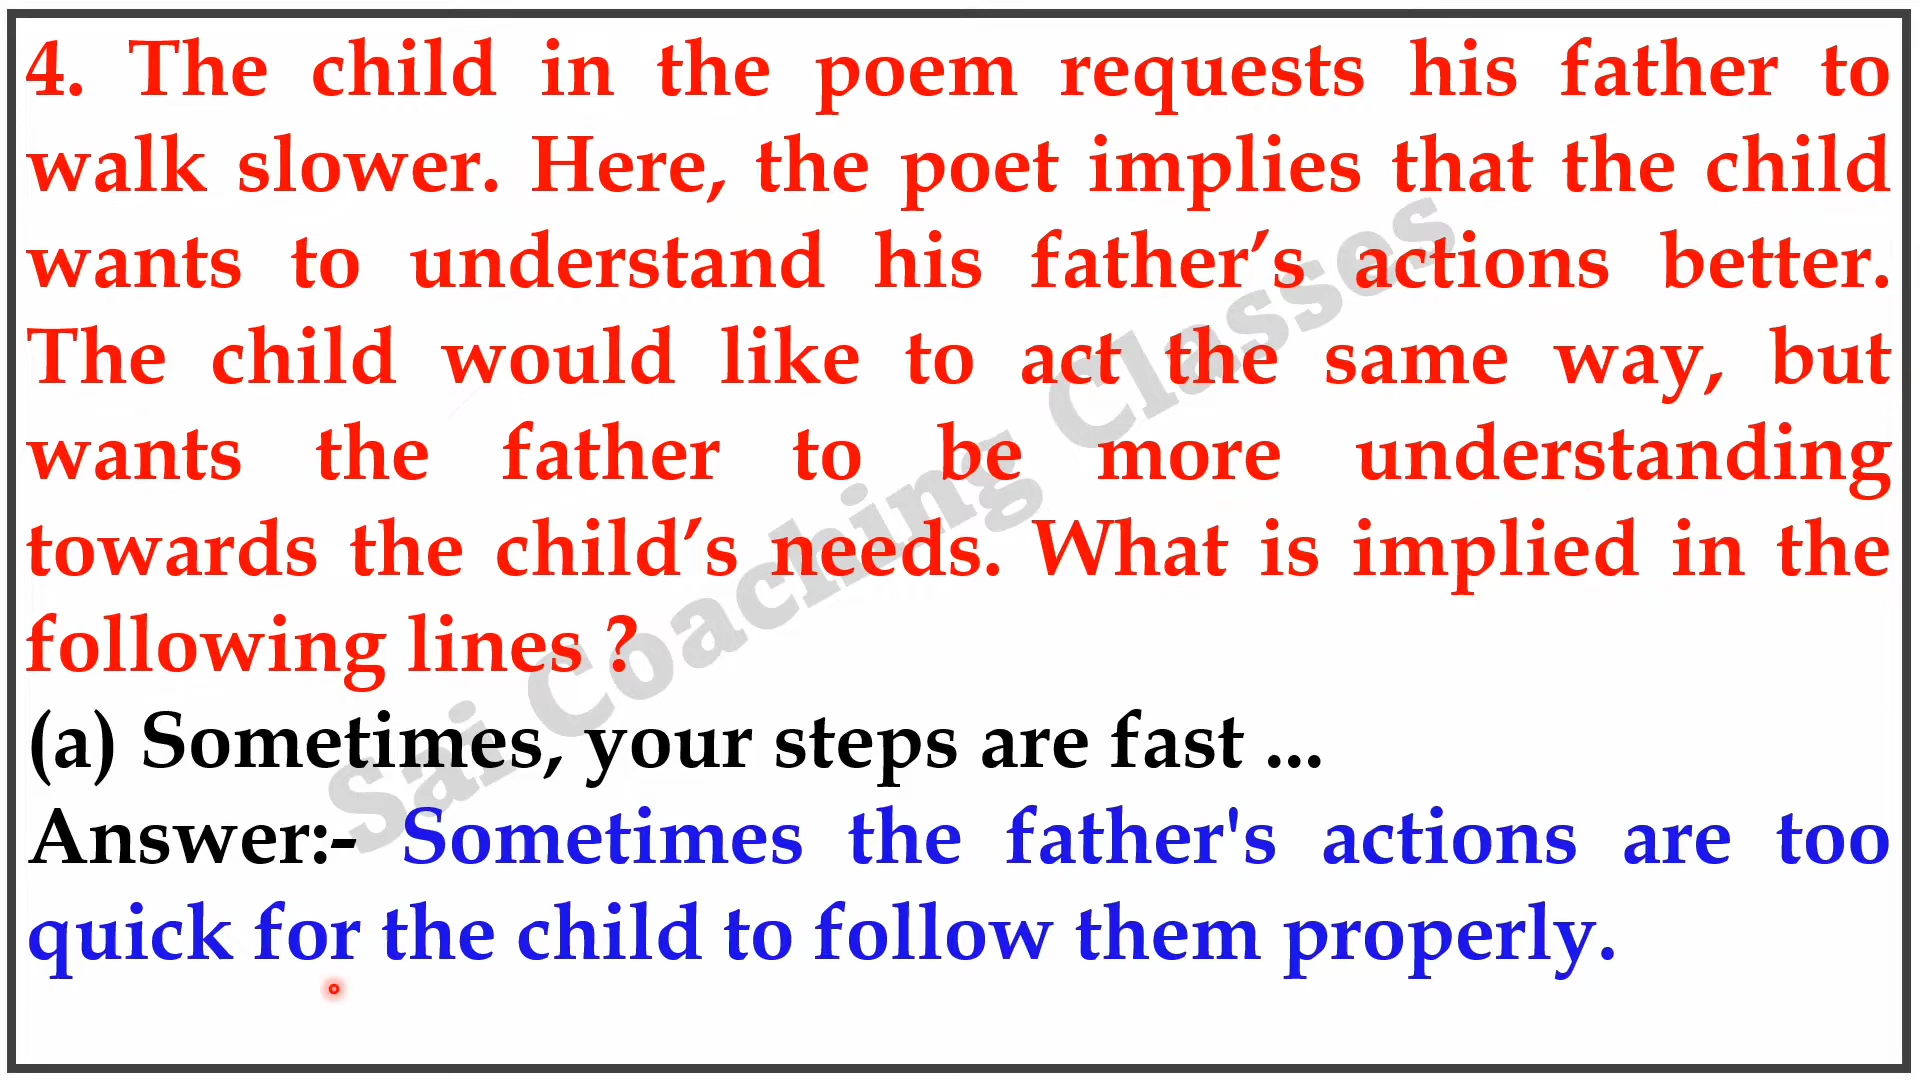 4. The child in the poem requests his father to
walk slower. Here, the poet implies that the child
wants to understand his father’s actions better.
The child would like to act the same way, but
wants the father to be more understanding
towards the child’s needs. What is implied in the
following lines ?
(a) Sometimes, your steps are fast ...
Answer:- Sometimes the father's actions are too
quick for the child to follow them properly.
Sai Coaching Classes